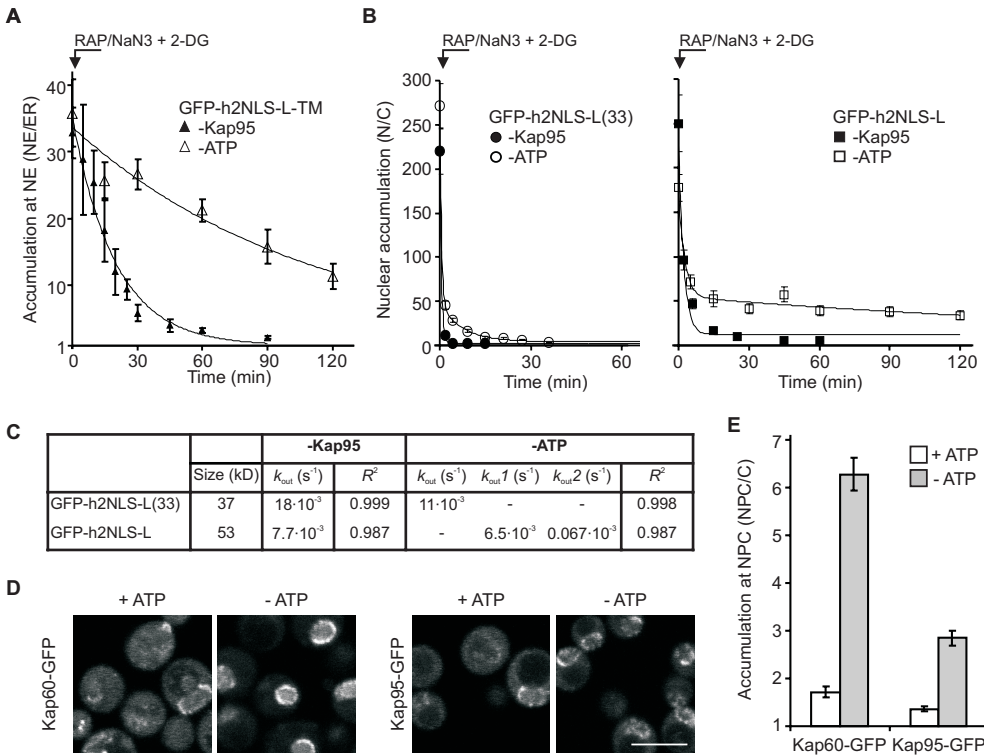 A
RAP/NaN3 + 2-DG
Accumulation at NE (NE/ER)
40
30
20
10
1
GFP-h2NLS-L-TM
-Kap95
-ATP
0 30 60 90 120
Time (min)
B
RAP/NaN3 + 2-DG
Nuclear accumulation (N/C)
300
250
200
150
100
50
0
GFP-h2NLS-L(33)
-Kap95
-ATP
0 30 60
Time (min)
RAP/NaN3 + 2-DG
GFP-h2NLS-L
-Kap95
-ATP
0 30 60 90 120
Time (min)
C
-Kap95 -ATP
Size (kD) kout (s-1) R2 kout (s-1) kout1 (s-1) kout2 (s-1) R2
GFP-h2NLS-L(33) 37 18·10-3 0.999 11·10-3 - - 0.998
GFP-h2NLS-L 53 7.7·10-3 0.987 - 6.5·10-3 0.067·10-3 0.987
D
+ ATP - ATP + ATP - ATP
Kap60-GFP
Kap95-GFP
E
Accumulation at NPC (NPC/C)
7
6
5
4
3
2
1
+ ATP
- ATP
Kap60-GFP Kap95-GFP